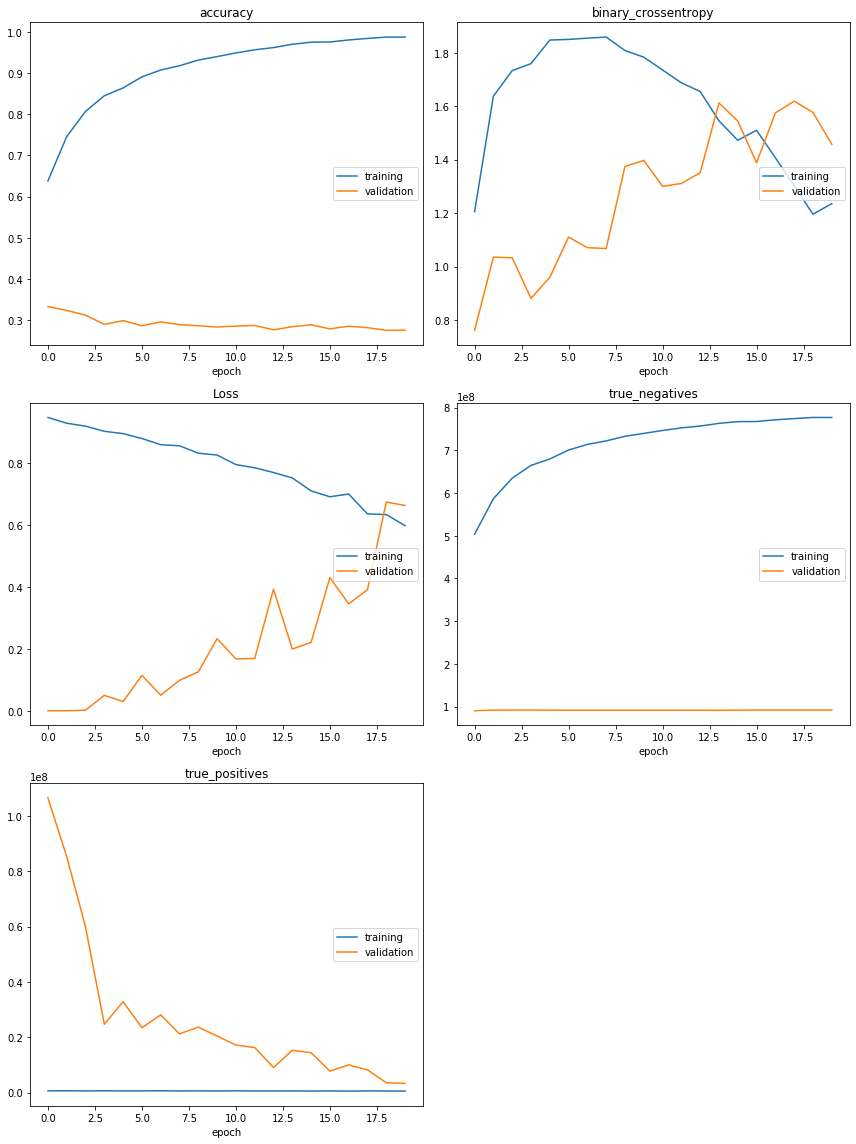 accuracy
1.0
0.9
0.8
0.7
0.6
0.5
0.4
0.3
training
validation
0.0 2.5 5.0 7.5 10.0 12.5 15.0 17.5
epoch
binary_crossentropy
1.8
1.6
1.4
1.2
1.0
0.8
training
validation
0.0 2.5 5.0 7.5 10.0 12.5 15.0 17.5
epoch
Loss
0.8
0.6
0.4
0.2
0.0
training
validation
0.0 2.5 5.0 7.5 10.0 12.5 15.0 17.5
epoch
true_negatives
1e8
8
7
6
5
4
3
2
1
training
validation
0.0 2.5 5.0 7.5 10.0 12.5 15.0 17.5
epoch
true_positives
1e8
1.0
0.8
0.6
0.4
0.2
0.0
training
validation
0.0 2.5 5.0 7.5 10.0 12.5 15.0 17.5
epoch